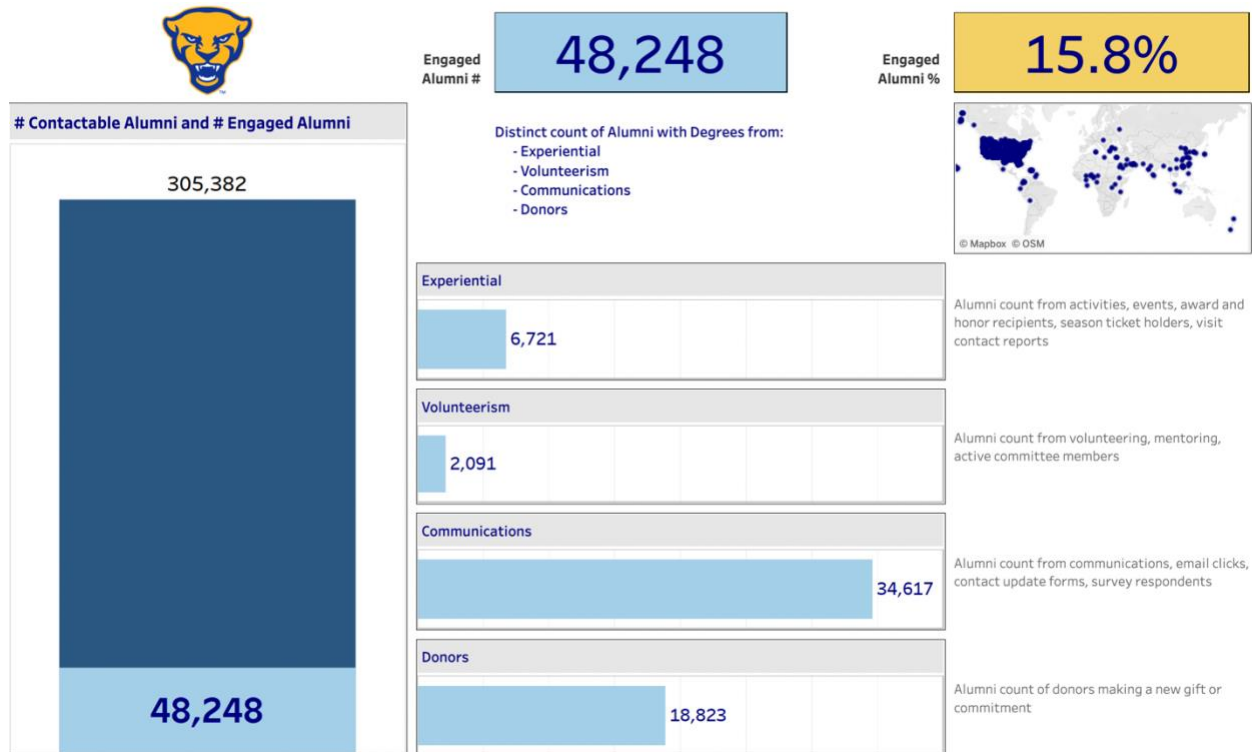 Engaged
Alumni #
48,248
Engaged
Alumni %
15.8%
# Contactable Alumni and # Engaged Alumni
305,382
48,248
Distinct count of Alumni with Degrees from:
- Experiential
- Volunteerism
- Communications
- Donors
© Mapbox © OSM
Experiential
6,721
Alumni count from activities, events, award and
honor recipients, season ticket holders, visit
contact reports
Volunteerism
2,091
Alumni count from volunteering, mentoring,
active committee members
Communications
34,617
Alumni count from communications, email clicks,
contact update forms, survey respondents
Donors
18,823
Alumni count of donors making a new gift or
commitment